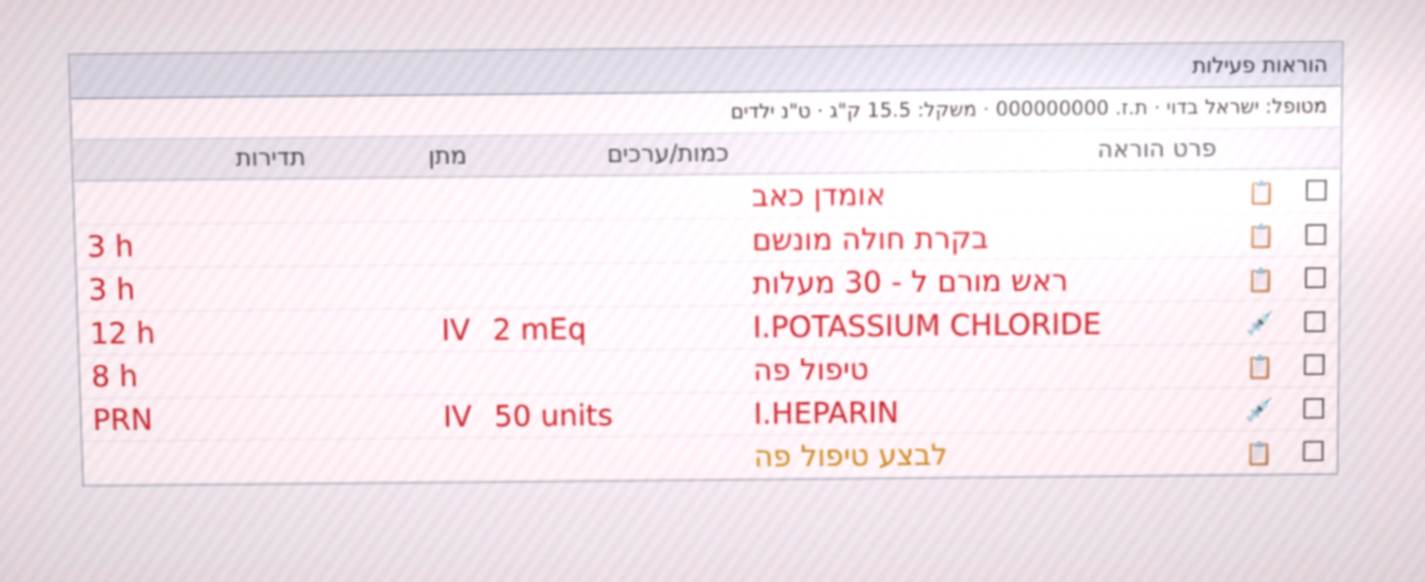 הוראות פעילות
מטופל: ישראל בדוי · ת.ז. 000000000 · משקל: 15.5 ק"ג · ט"נ ילדים
פרט הוראה כמות/ערכים מתן תדירות
אומדן כאב
בקרת חולה מונשם 3 h
ראש מורם ל - 30 מעלות 3 h
I.POTASSIUM CHLORIDE 2 mEq IV 12 h
טיפול פה 8 h
I.HEPARIN 50 units IV PRN
לבצע טיפול פה